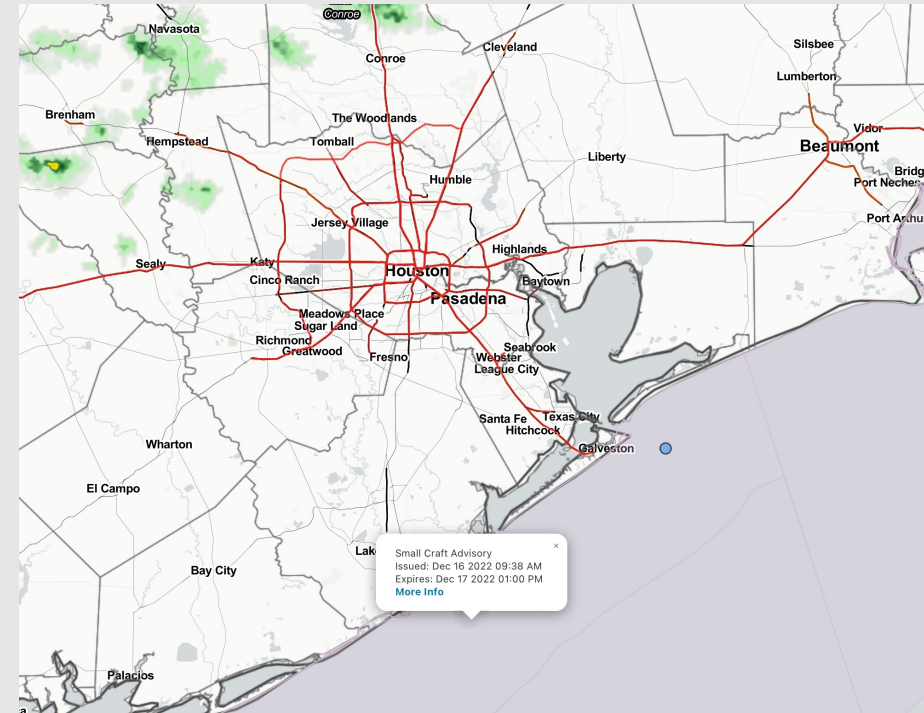 Conroe
Navasota
Cleveland
Silsbee
Conroe
Lumberton
Brenham
The Woodlands
Vidor
Hempstead
Tomball
Beaumont
Liberty
Bridg
Humble
Port Neches
Port Arthu
Jersey Village
Highlands
Sealy
Katy
Houston
Cinco Ranch
Baytown
Pasadena
Meadows Place
Sugar Land
Richmond
Seabrook
Greatwood
Fresno
Webster
League City
Santa Fe
Texas City
Hitchcock
Wharton
Galveston
El Campo
Lak
Small Craft Advisory
×
Issued: Dec 16 2022 09:38 AM
Expires: Dec 17 2022 01:00 PM
More Info
Bay City
Palacios
a